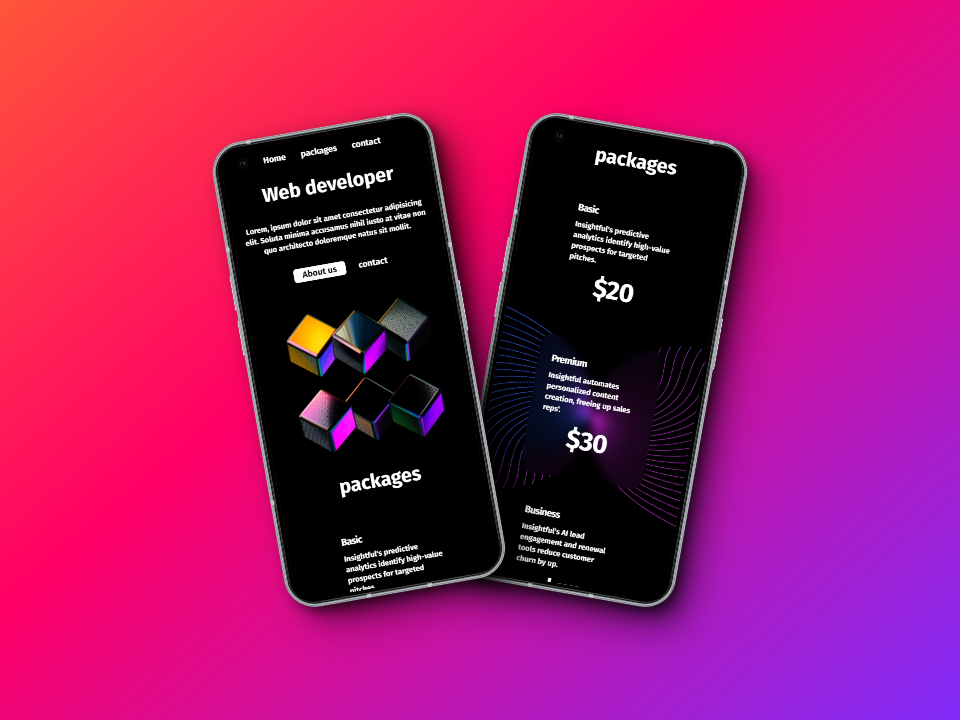 Home packages contact
Web developer
Lorem, ipsum dolor sit amet consectetur adipisicing
elit. Soluta minima accusamus nihil iusto at vitae non
quo architecto doloremque natus sit mollit.
About us contact
packages
Basic
Insightful's predictive
analytics identify high-value
prospects for targeted
pitches.
packages
Basic
Insightful's predictive
analytics identify high-value
prospects for targeted
pitches.
$20
Premium
Insightful automates
personalized content
creation, freeing up sales
reps'.
$30
Business
Insightful's AI lead
engagement and renewal
tools reduce customer
churn by up.